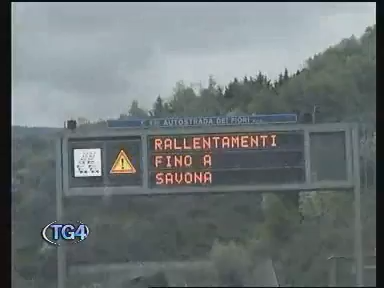 AUTOSTRADA DEI FIORI
RALLENTAMENTI
FINO A
SAVONA
TG4